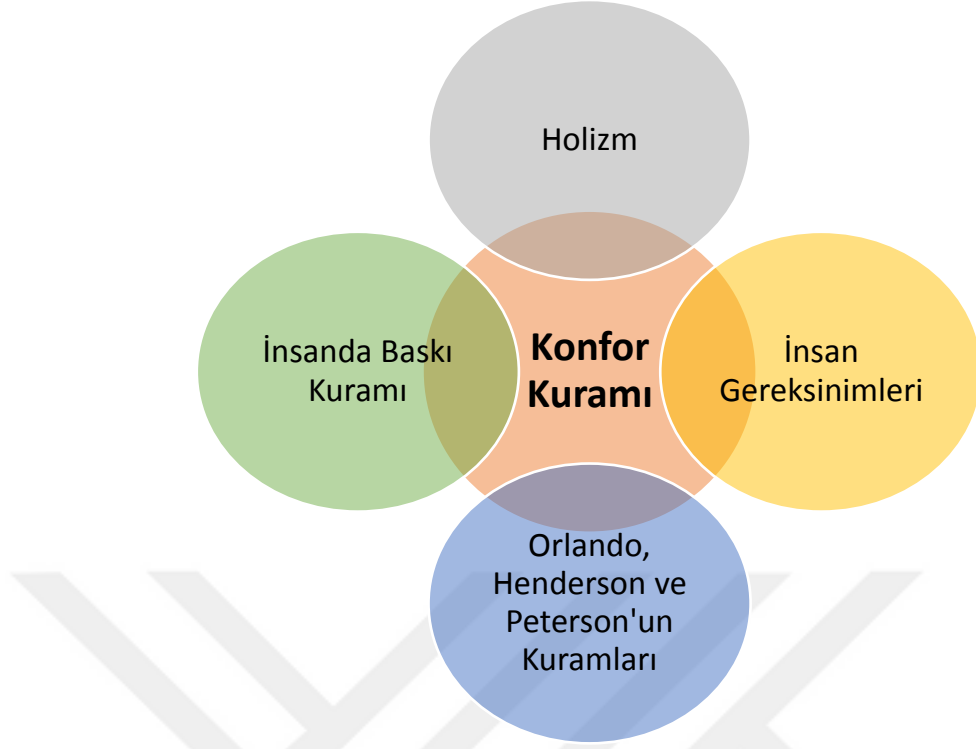 Holizm
İnsanda Baskı
Kuramı
Konfor
Kuramı
İnsan
Gereksinimleri
Orlando,
Henderson ve
Peterson'un
Kuramları